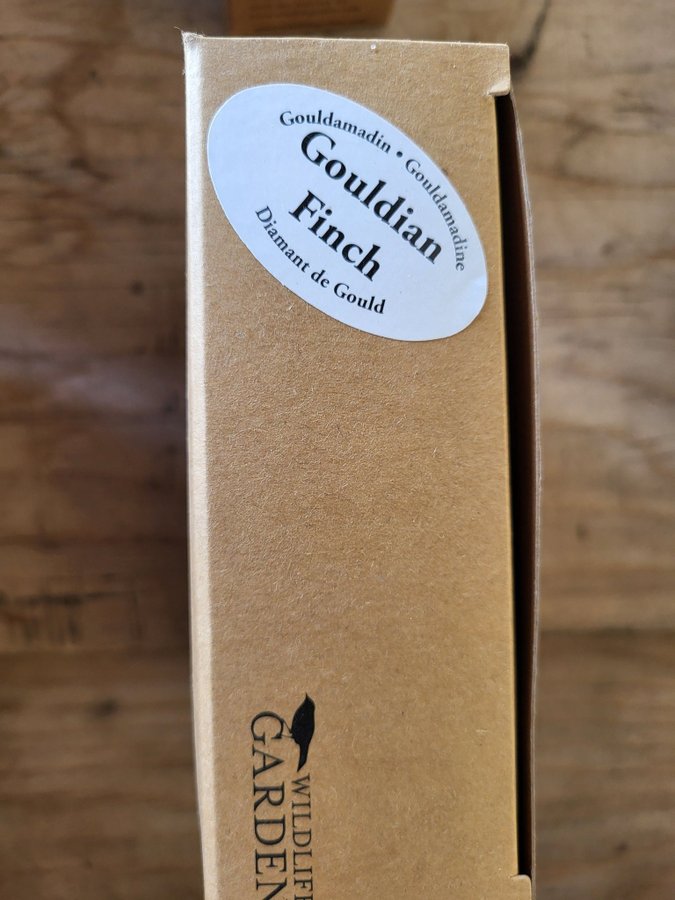 Gouldamadin • Gouldamadine
Gouldian
Finch
Diamant de Gould
WILDLIFE
GARDEN